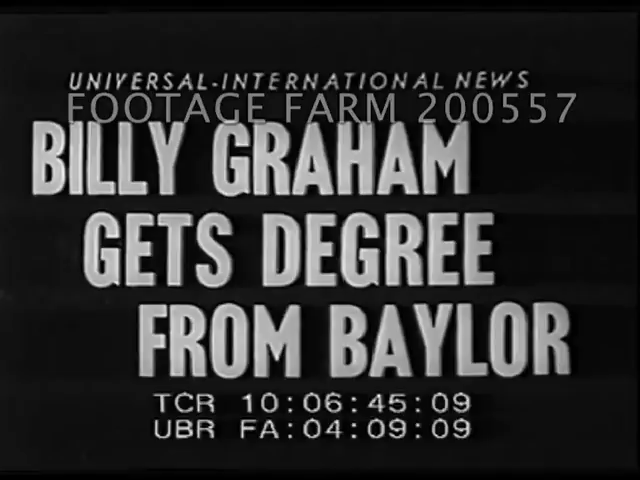 UNIVERSAL-INTERNATIONAL NEWS
FOOTAGE FARM 200557
BILLY GRAHAM
GETS DEGREE
FROM BAYLOR
TCR 10:06:45:09
UBR FA:04:09:09